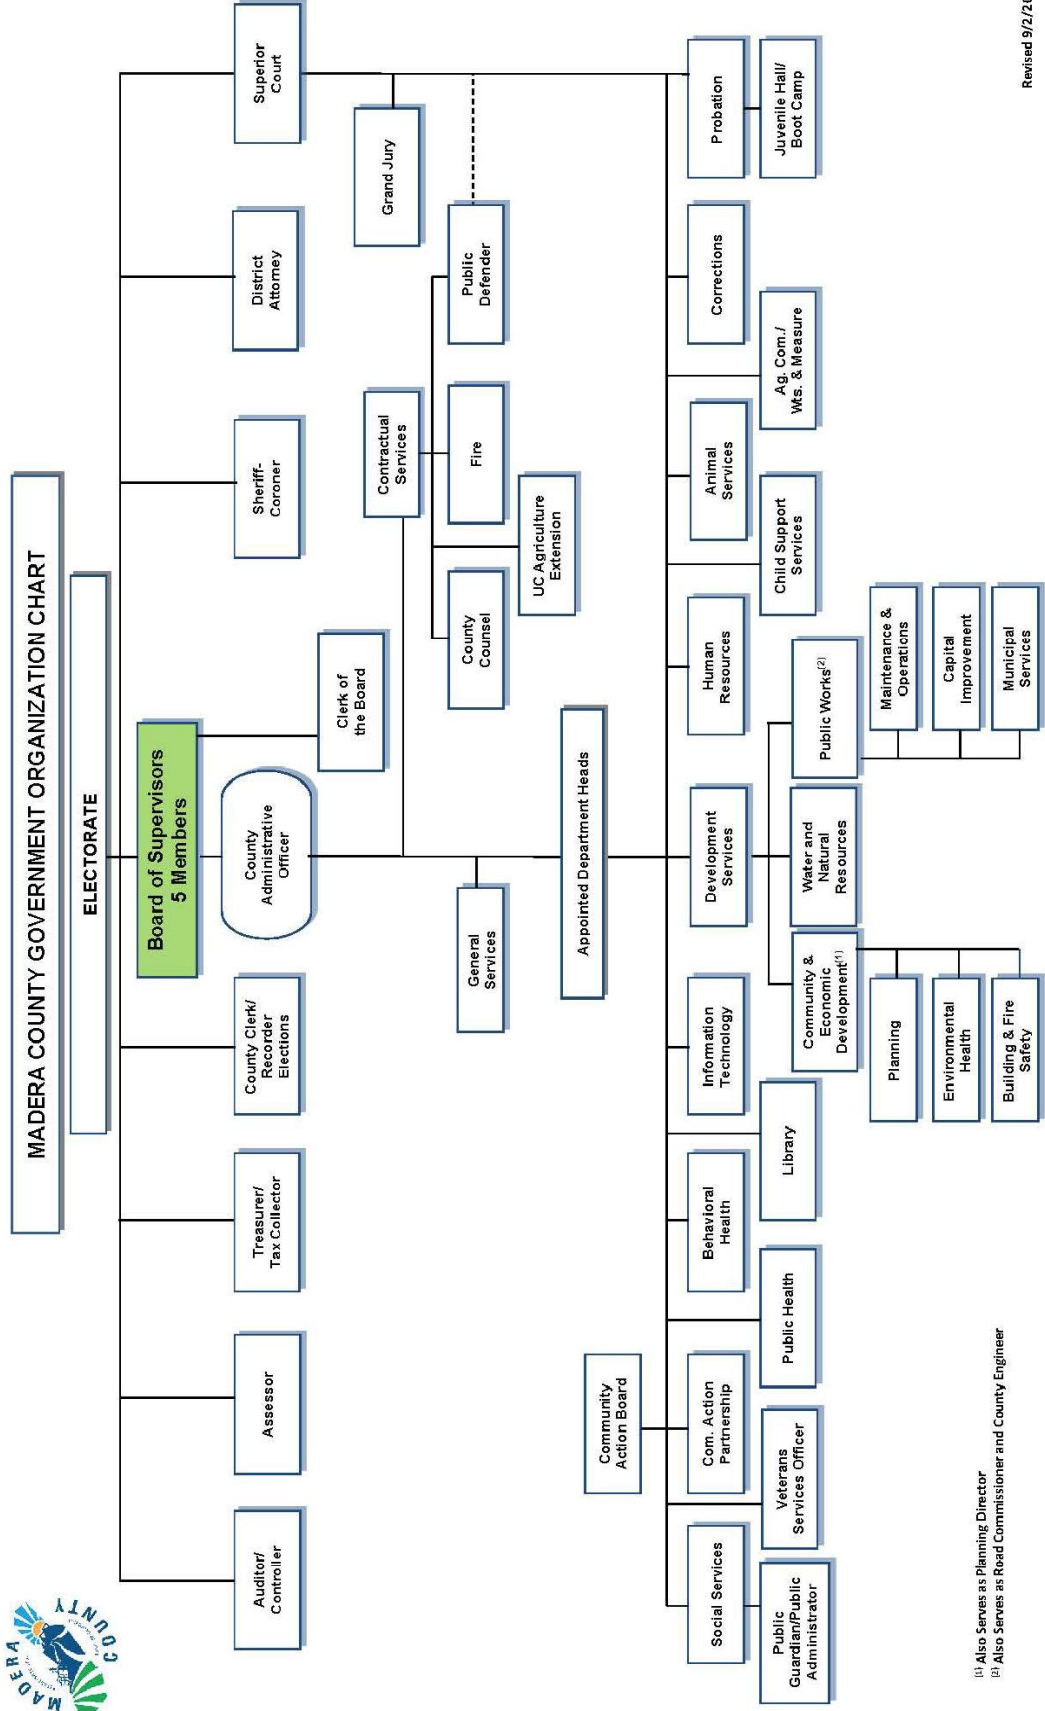 MADERA COUNTY
MADERA COUNTY GOVERNMENT ORGANIZATION CHART
ELECTORATE
Board of Supervisors
5 Members
Auditor/
Controller
Assessor
Treasurer/
Tax Collector
County Clerk/
Recorder
Elections
County
Administrative
Officer
Sheriff-
Coroner
District
Attorney
Superior
Court
Clerk of
the Board
Contractual
Services
Grand Jury
General
Services
County
Counsel
Fire
Public
Defender
UC Agriculture
Extension
Appointed Department Heads
Community
Action Board
Social Services
Com. Action
Partnership
Behavioral
Health
Information
Technology
Development
Services
Human
Resources
Animal
Services
Corrections
Probation
Public
Guardian/Public
Administrator
Veterans
Services Officer
Public Health
Library
Child Support
Services
Ag. Com./
Wts. & Measure
Juvenile Hall/
Boot Camp
Community &
Economic
Development(1)
Water and
Natural
Resources
Public Works(2)
Planning
Environmental
Health
Building & Fire
Safety
Maintenance &
Operations
Capital
Improvement
Municipal
Services
(1) Also Serves as Planning Director
(2) Also Serves as Road Commissioner and County Engineer
Revised